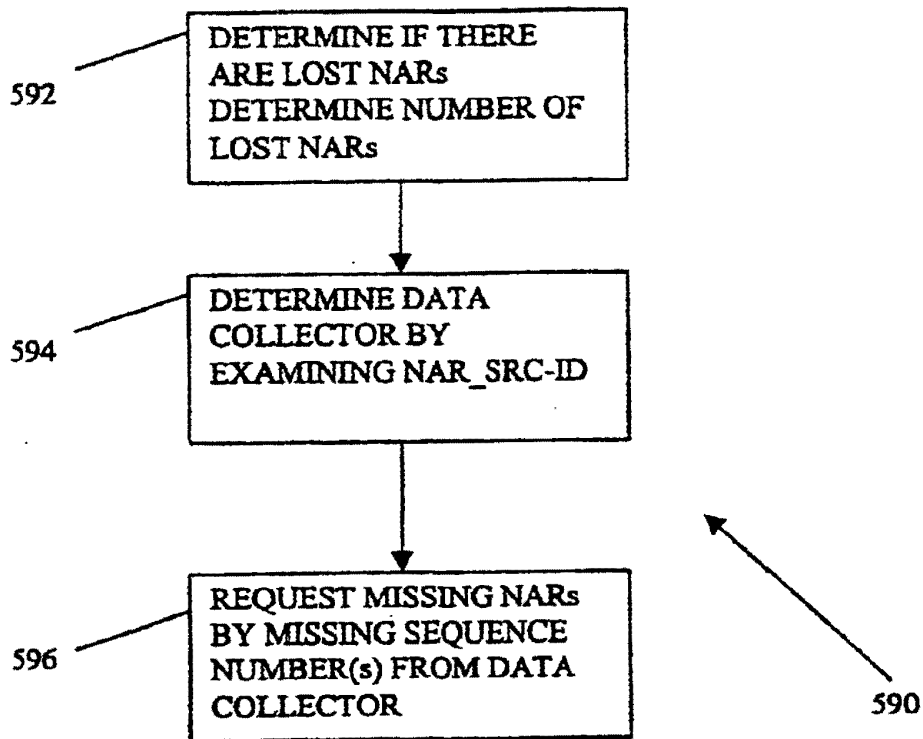 592
DETERMINE IF THERE
ARE LOST NARs
DETERMINE NUMBER OF
LOST NARs
594
DETERMINE DATA
COLLECTOR BY
EXAMINING NAR_SRC-ID
596
REQUEST MISSING NARs
BY MISSING SEQUENCE
NUMBER(s) FROM DATA
COLLECTOR
590